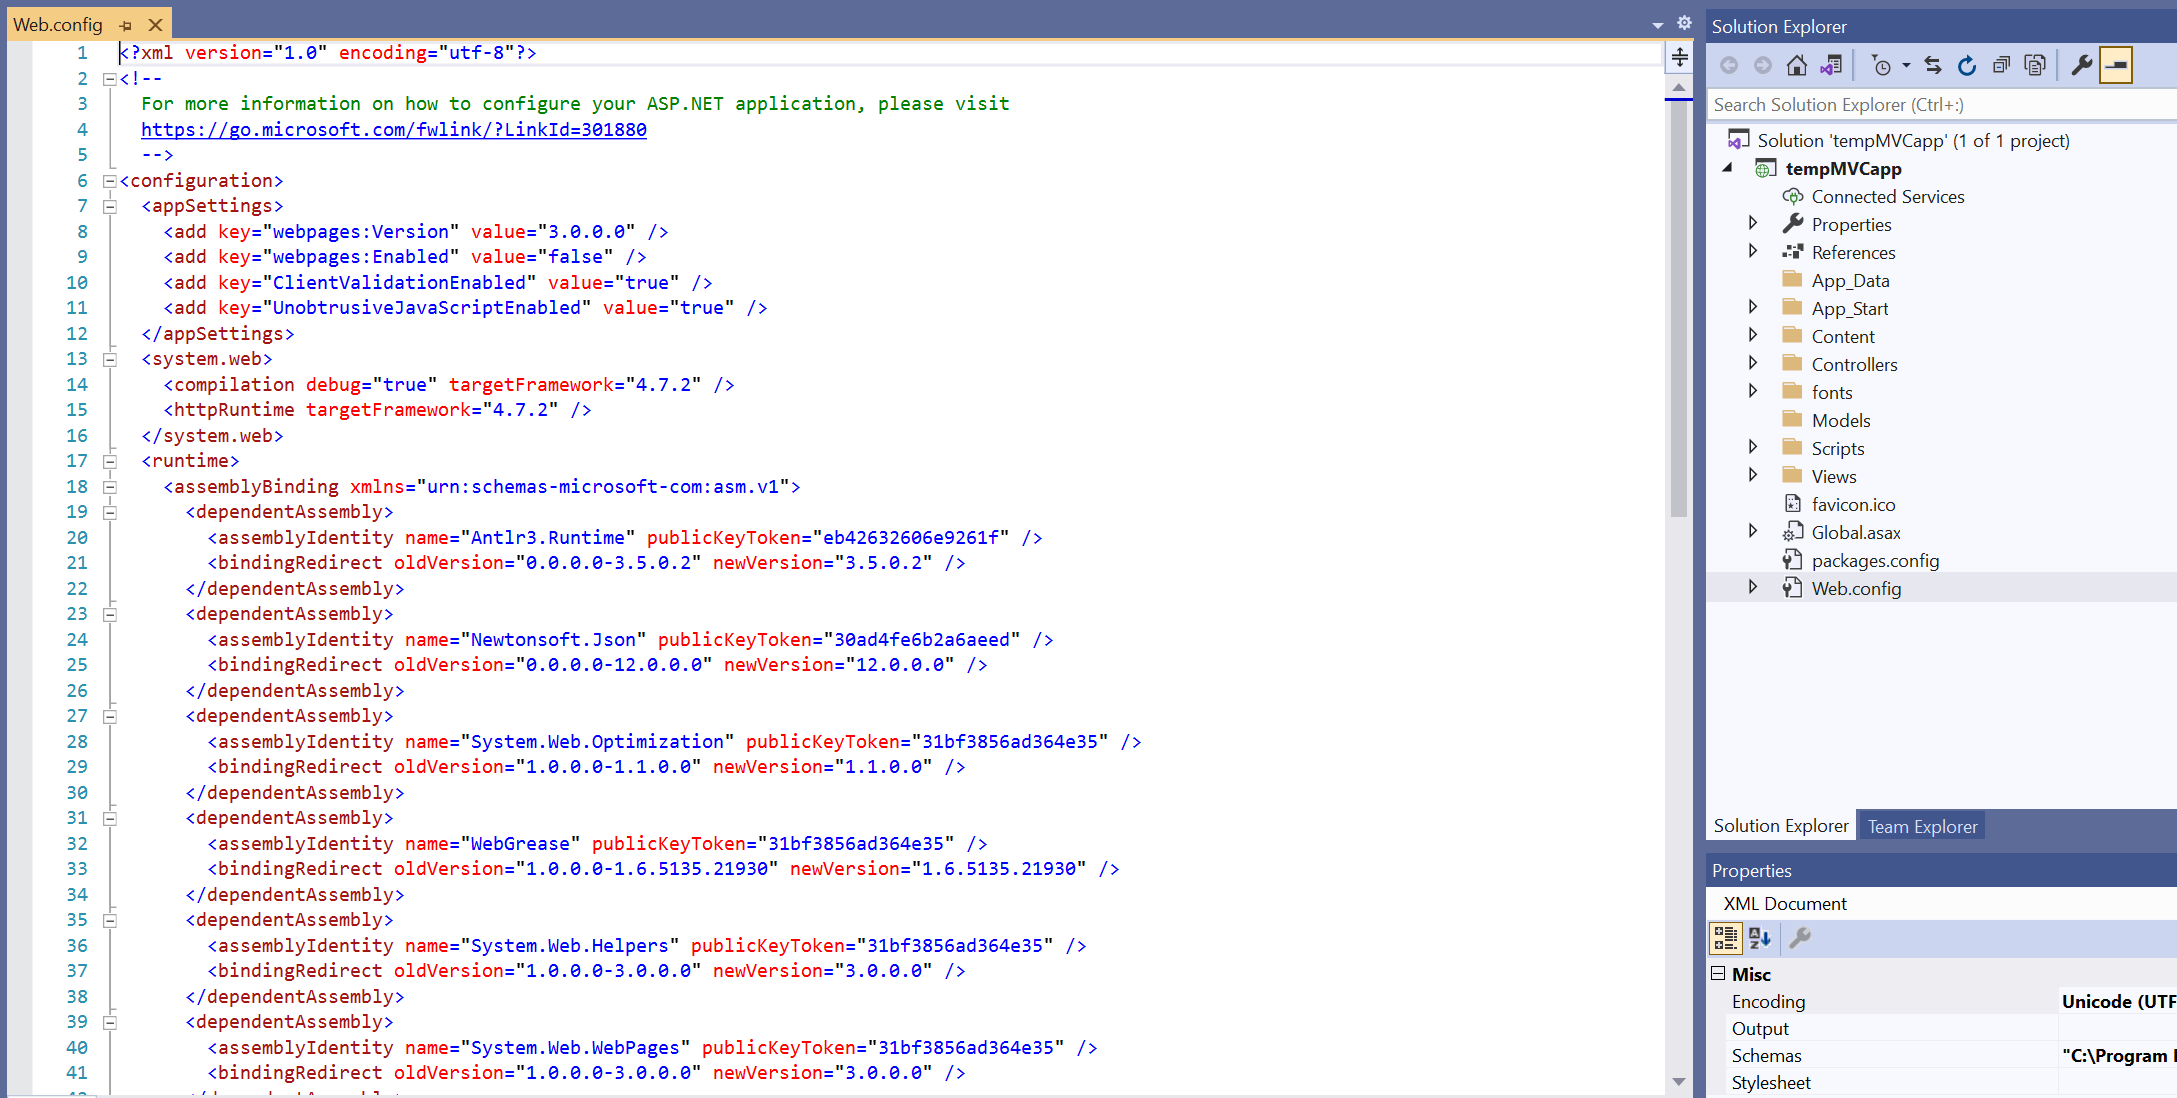 Web.config
1 <?xml version="1.0" encoding="utf-8"?>
2 <!--
3 For more information on how to configure your ASP.NET application, please visit
4 https://go.microsoft.com/fwlink/?LinkId=301880
5 -->
6 <configuration>
7 <appSettings>
8 <add key="webpages:Version" value="3.0.0.0" />
9 <add key="webpages:Enabled" value="false" />
10 <add key="ClientValidationEnabled" value="true" />
11 <add key="UnobtrusiveJavaScriptEnabled" value="true" />
12 </appSettings>
13 <system.web>
14 <compilation debug="true" targetFramework="4.7.2" />
15 <httpRuntime targetFramework="4.7.2" />
16 </system.web>
17 <runtime>
18 <assemblyBinding xmlns="urn:schemas-microsoft-com:asm.v1">
19 <dependentAssembly>
20 <assemblyIdentity name="Antlr3.Runtime" publicKeyToken="eb42632606e9261f" />
21 <bindingRedirect oldVersion="0.0.0.0-3.5.0.2" newVersion="3.5.0.2" />
22 </dependentAssembly>
23 <dependentAssembly>
24 <assemblyIdentity name="Newtonsoft.Json" publicKeyToken="30ad4fe6b2a6aeed" />
25 <bindingRedirect oldVersion="0.0.0.0-12.0.0.0" newVersion="12.0.0.0" />
26 </dependentAssembly>
27 <dependentAssembly>
28 <assemblyIdentity name="System.Web.Optimization" publicKeyToken="31bf3856ad364e35" />
29 <bindingRedirect oldVersion="1.0.0.0-1.1.0.0" newVersion="1.1.0.0" />
30 </dependentAssembly>
31 <dependentAssembly>
32 <assemblyIdentity name="WebGrease" publicKeyToken="31bf3856ad364e35" />
33 <bindingRedirect oldVersion="1.0.0.0-1.6.5135.21930" newVersion="1.6.5135.21930" />
34 </dependentAssembly>
35 <dependentAssembly>
36 <assemblyIdentity name="System.Web.Helpers" publicKeyToken="31bf3856ad364e35" />
37 <bindingRedirect oldVersion="1.0.0.0-3.0.0.0" newVersion="3.0.0.0" />
38 </dependentAssembly>
39 <dependentAssembly>
40 <assemblyIdentity name="System.Web.WebPages" publicKeyToken="31bf3856ad364e35" />
41 <bindingRedirect oldVersion="1.0.0.0-3.0.0.0" newVersion="3.0.0.0" />
Solution Explorer
Search Solution Explorer (Ctrl+:)
Solution 'tempMVCapp' (1 of 1 project)
tempMVCapp
Connected Services
Properties
References
App_Data
App_Start
Content
Controllers
fonts
Models
Scripts
Views
favicon.ico
Global.asax
packages.config
Web.config
Solution Explorer
Team Explorer
Properties
XML Document
Misc
Encoding Unicode (UTF
Output
Schemas "C:\Program
Stylesheet